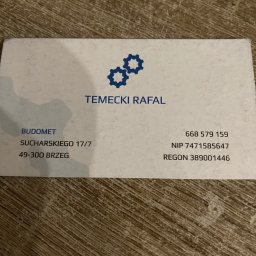 TEMECKI RAFAL
BUDOMET
SUCHARSKIEGO 17/7
49-300 BRZEG
668 579 159
NIP 7471585647
REGON 389001446